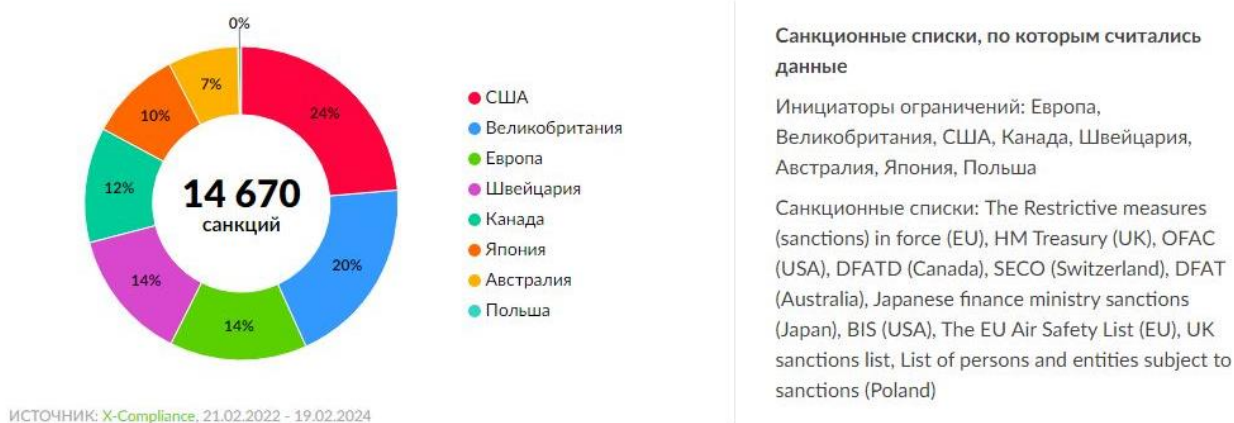 0%
7%
24%
10%
12%
14 670
санкций
20%
14%
14%
США
Великобритания
Европа
Швейцария
Канада
Япония
Австралия
Польша
ИСТОЧНИК: X-Compliance, 21.02.2022 - 19.02.2024
Санкционные списки, по которым считались
данные
Инициаторы ограничений: Европа,
Великобритания, США, Канада, Швейцария,
Австралия, Япония, Польша
Санкционные списки: The Restrictive measures
(sanctions) in force (EU), HM Treasury (UK), OFAC
(USA), DFATD (Canada), SECO (Switzerland), DFAT
(Australia), Japanese finance ministry sanctions
(Japan), BIS (USA), The EU Air Safety List (EU), UK
sanctions list, List of persons and entities subject to
sanctions (Poland)